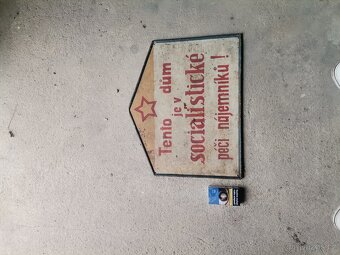 Tento dům
je v
socialistické
péči nájemníků!